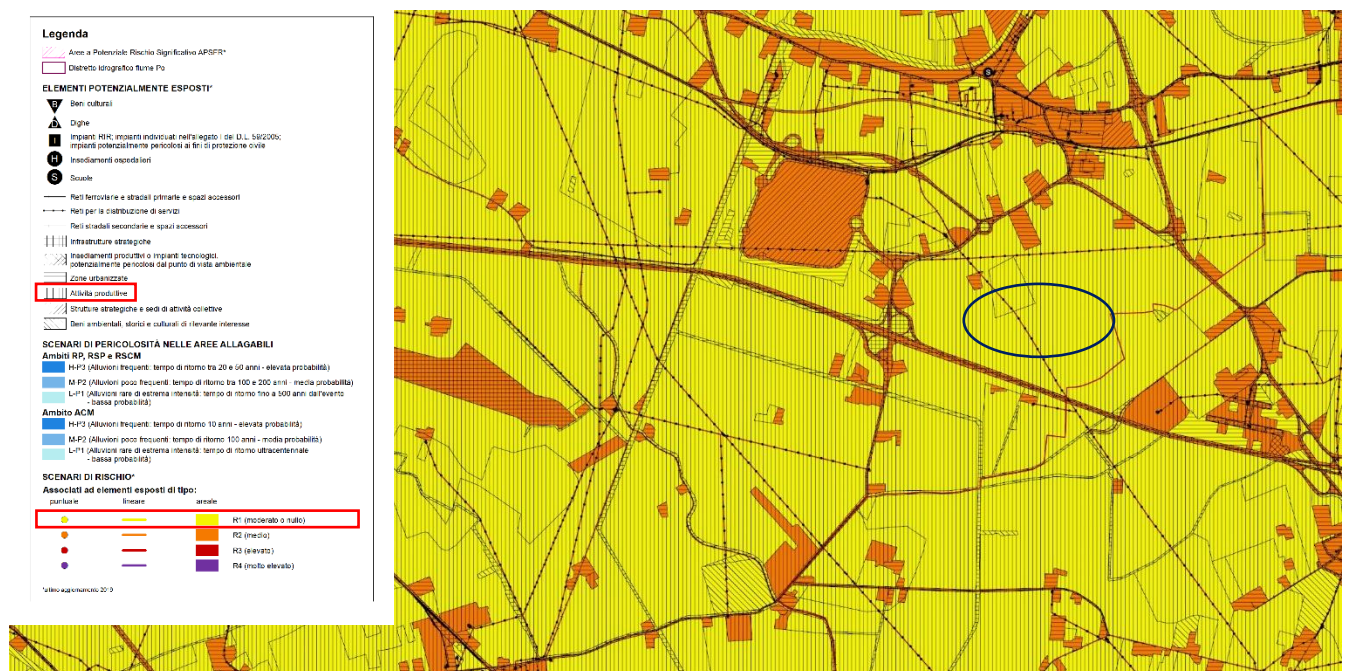 Legenda
Aree a Potenziale Rischio Significativo APSFR*
Distretto idrografico fiume Po
ELEMENTI POTENZIALMENTE ESPOSTI*
B Beni culturali
D Dighe
I Impianti RIR; impianti individuati nell'allegato I del D.L. 59/2005;
impianti potenzialmente pericolosi ai fini di protezione civile
H Insediamenti ospedalieri
S Scuole
Reti ferroviarie e stradali primarie e spazi accessori
Reti per la distribuzione di servizi
Reti stradali secondarie e spazi accessori
Infrastrutture strategiche
Insediamenti produttivi o impianti tecnologici,
potenzialmente pericolosi dal punto di vista ambientale
Zone urbanizzate
Attività produttive
Strutture strategiche e sedi di attività collettive
Beni ambientali, storici e culturali di rilevante interesse
SCENARI DI PERICOLOSITÀ NELLE AREE ALLAGABILI
Ambiti RP, RSP e RSCM
H-P3 (Alluvioni frequenti: tempo di ritorno tra 20 e 50 anni - elevata probabilità)
M-P2 (Alluvioni poco frequenti: tempo di ritorno tra 100 e 200 anni - media probabilità)
L-P1 (Alluvioni rare di estrema intensità: tempo di ritorno fino a 500 anni dall'evento
- bassa probabilità)
Ambito ACM
H-P3 (Alluvioni frequenti: tempo di ritorno 10 anni - elevata probabilità)
M-P2 (Alluvioni poco frequenti: tempo di ritorno 100 anni - media probabilità)
L-P1 (Alluvioni rare di estrema intensità: tempo di ritorno ultracentennale
- bassa probabilità)
SCENARI DI RISCHIO*
Associati ad elementi esposti di tipo:
puntuale lineare areale
R1 (moderato o nullo)
R2 (medio)
R3 (elevato)
R4 (molto elevato)
*ultimo aggiornamento 2019
S